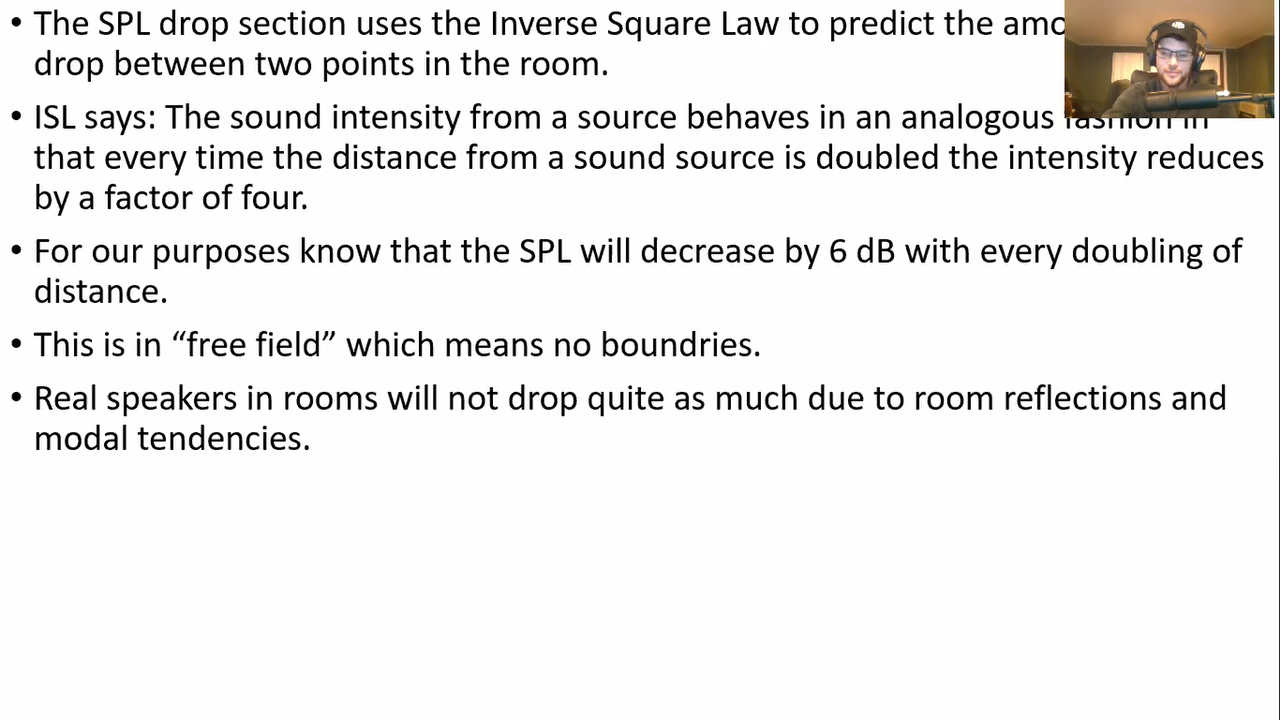 • The SPL drop section uses the Inverse Square Law to predict the
drop between two points in the room.
• ISL says: The sound intensity from a source behaves in an analogous fashion in
that every time the distance from a sound source is doubled the intensity reduces
by a factor of four.
• For our purposes know that the SPL will decrease by 6 dB with every doubling of
distance.
• This is in “free field” which means no boundries.
• Real speakers in rooms will not drop quite as much due to room reflections and
modal tendencies.